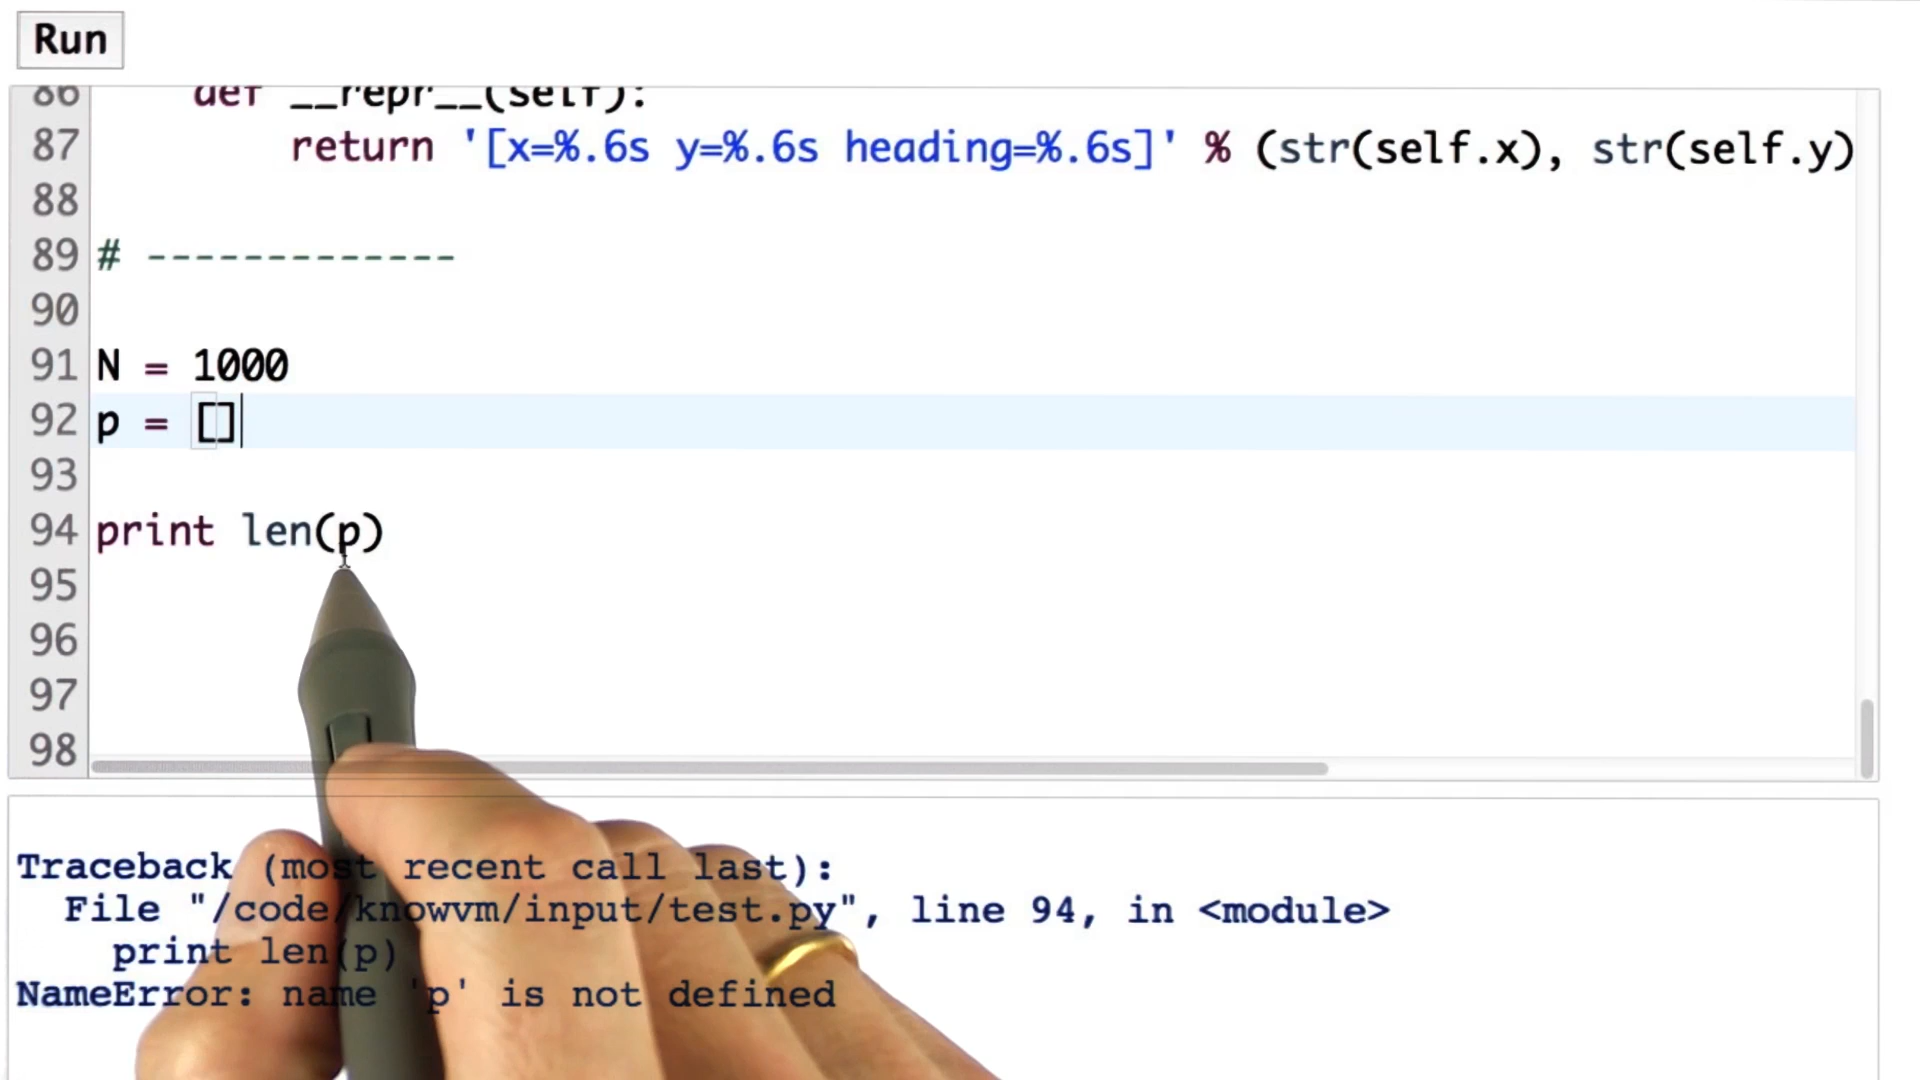 Run
86 def __repr__(self):
87 return '[x=%.6s y=%.6s heading=%.6s]' % (str(self.x), str(self.y)
88
89 # -------------
90
91 N = 1000
92 p = []
93
94 print len(p)
95
96
97
98
Traceback (most recent call last):
File "/code/knowvm/input/test.py", line 94, in <module>
print len(p)
NameError: name 'p' is not defined